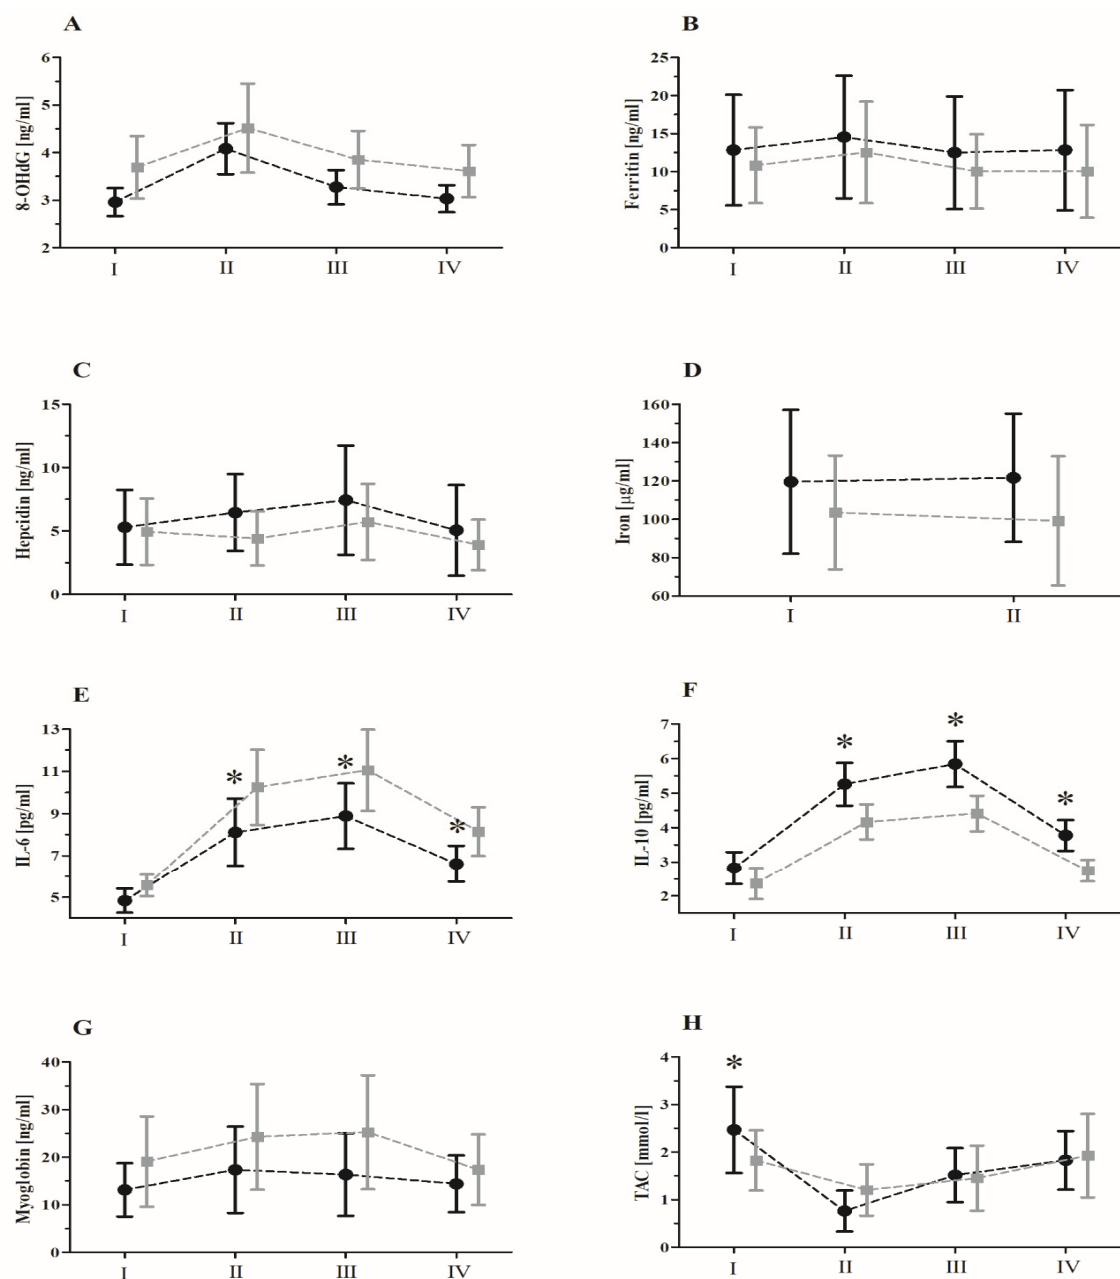 A
8-OHdG [ng/ml]
6
5
4
3
2
I II III IV
B
Ferritin [ng/ml]
25
20
15
10
5
0
I II III IV
C
Hepcidin [ng/ml]
15
10
5
0
I II III IV
D
Iron [µg/ml]
160
140
120
100
80
60
I II
E
IL-6 [pg/ml]
13
11
9
7
5
* * *
I II III IV
F
IL-10 [pg/ml]
7
6
5
4
3
2
* * *
I II III IV
G
Myoglobin [ng/ml]
40
30
20
10
0
I II III IV
H
TAC [mmol/l]
4
3
2
1
0
*
I II III IV